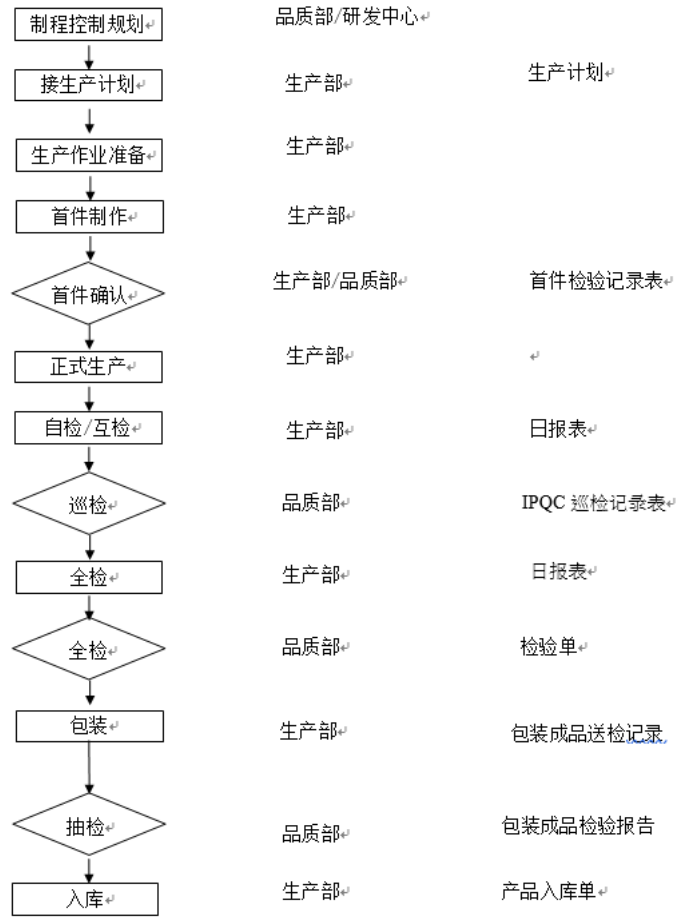 制程控制规划 品质部/研发中心
接生产计划 生产部 生产计划
生产作业准备 生产部
首件制作 生产部
首件确认 生产部/品质部 首件检验记录表
正式生产 生产部
自检/互检 生产部 日报表
巡检 品质部 IPQC 巡检记录表
全检 生产部 日报表
全检 品质部 检验单
包装 生产部 包装成品送检记录
抽检 品质部 包装成品检验报告
入库 生产部 产品入库单